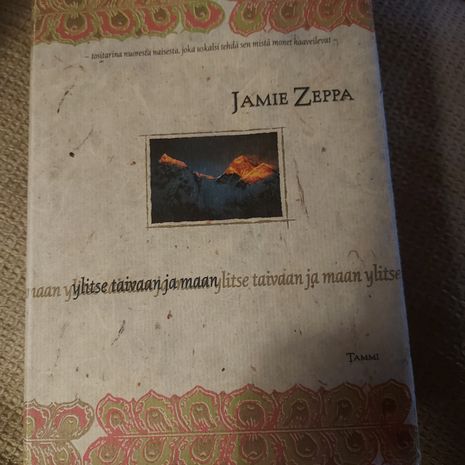 – tositarina nuoresta naisesta, joka uskalsi tehdä sen mistä monet haaveilevat –
JAMIE ZEPPA
maan ylitse taivaan ja maan ylitse taivaan ja maan ylitse
TAMMI